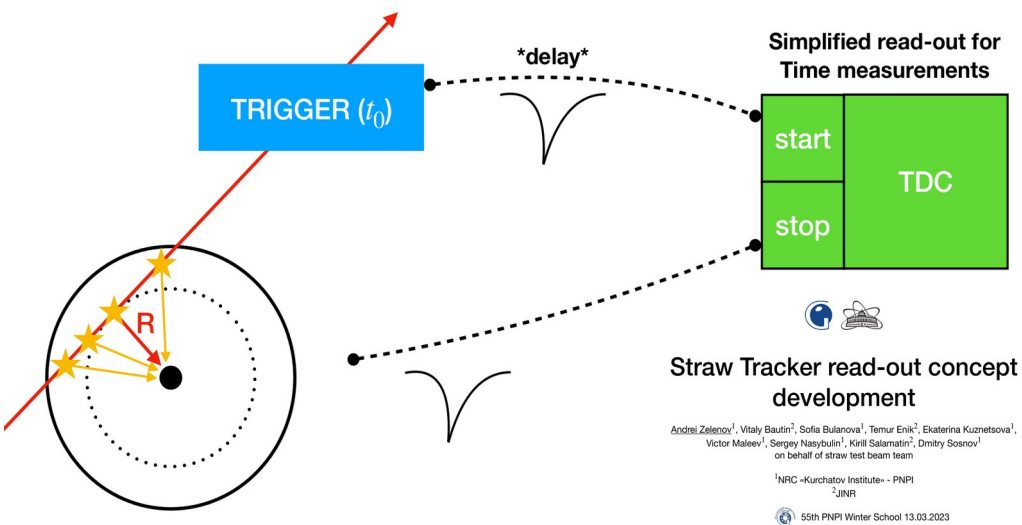 *delay*
Simplified read-out for
Time measurements
TRIGGER (t₀)
start
TDC
stop
R
Straw Tracker read-out concept
development
Andrei Zelenov¹, Vitaly Bautin², Sofia Bulanova¹, Temur Enik², Ekaterina Kuznetsova¹,
Victor Maleev¹, Sergey Nasybulin¹, Kirill Salamatin², Dmitry Sosnov¹
on behalf of straw test beam team
¹NRC «Kurchatov Institute» - PNPI
²JINR
55th PNPI Winter School 13.03.2023